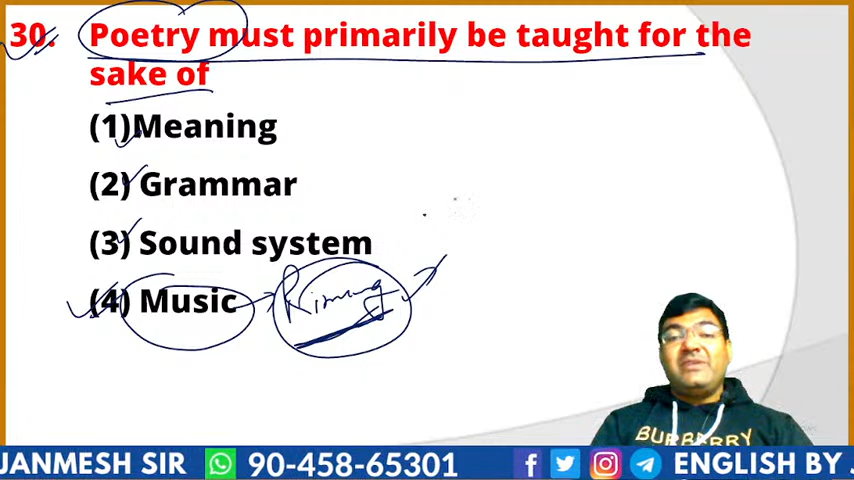 30. Poetry must primarily be taught for the
sake of
(1)Meaning
(2) Grammar
(3) Sound system
(4) Music
BURBERRY
JANMESH SIR 90-458-65301 ENGLISH BY J